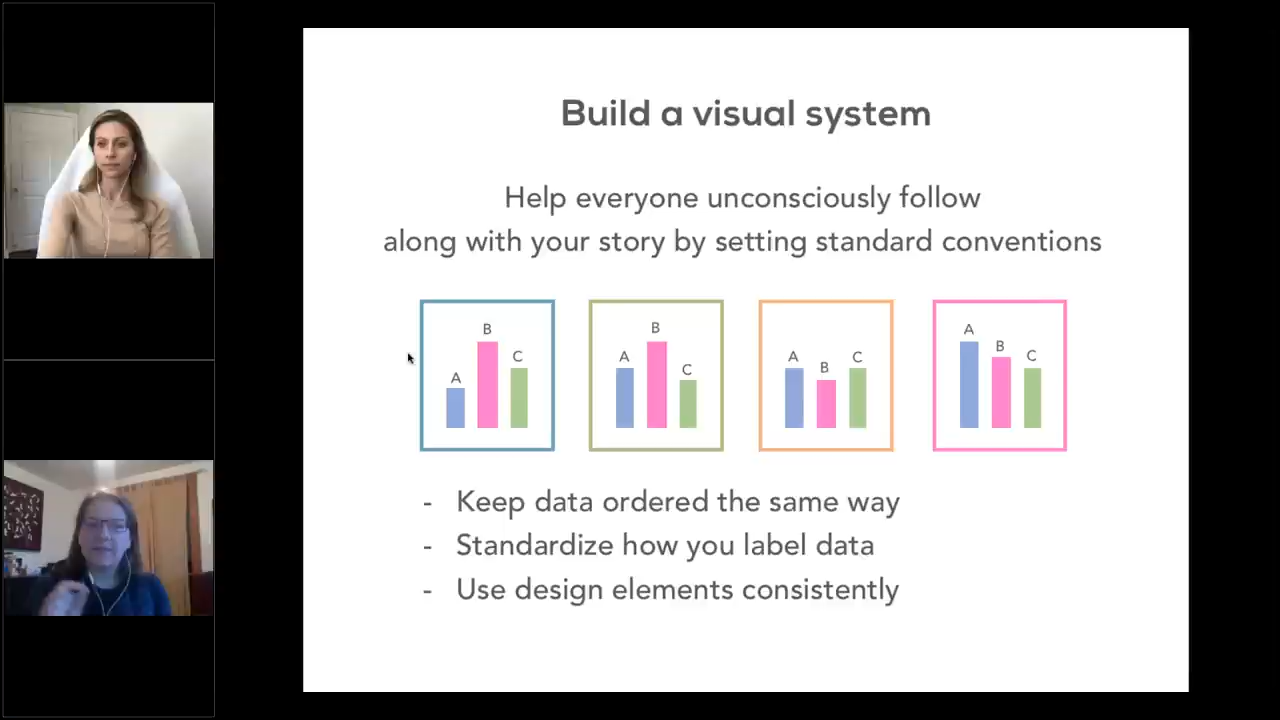 Build a visual system
Help everyone unconsciously follow
along with your story by setting standard conventions
A B C
A B C
A B C
A B C
- Keep data ordered the same way
- Standardize how you label data
- Use design elements consistently